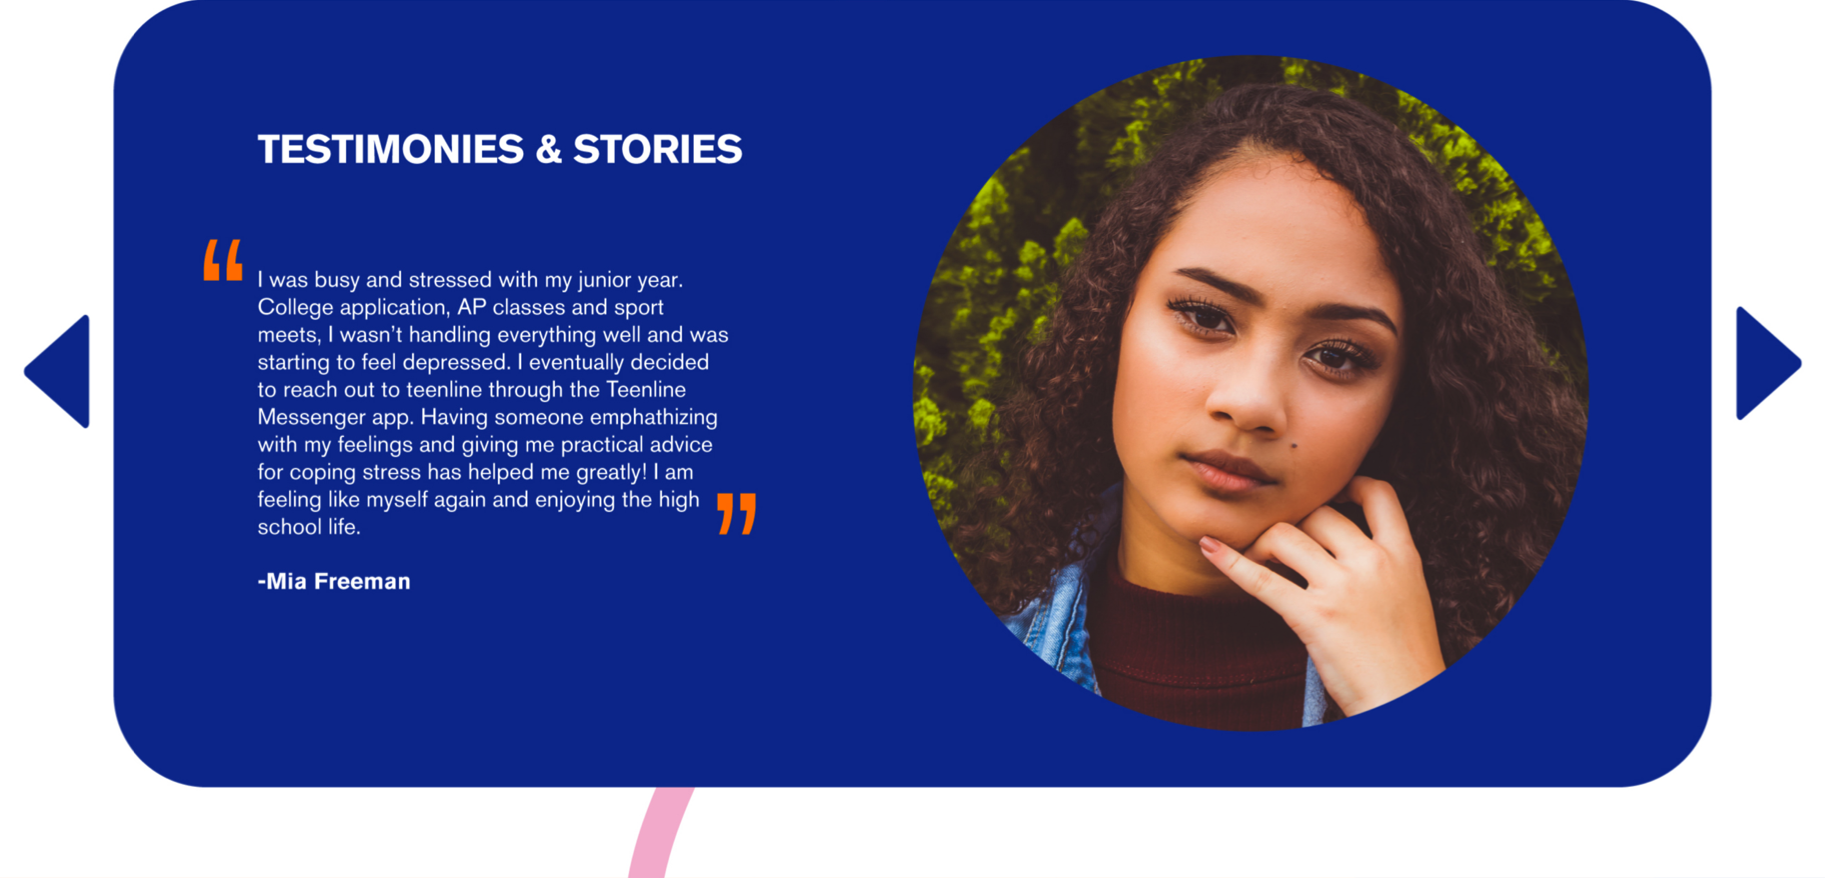 TESTIMONIES & STORIES
“
I was busy and stressed with my junior year.
College application, AP classes and sport
meets, I wasn’t handling everything well and was
starting to feel depressed. I eventually decided
to reach out to teenline through the Teenline
Messenger app. Having someone emphathizing
with my feelings and giving me practical advice
for coping stress has helped me greatly! I am
feeling like myself again and enjoying the high
school life.
”
-Mia Freeman